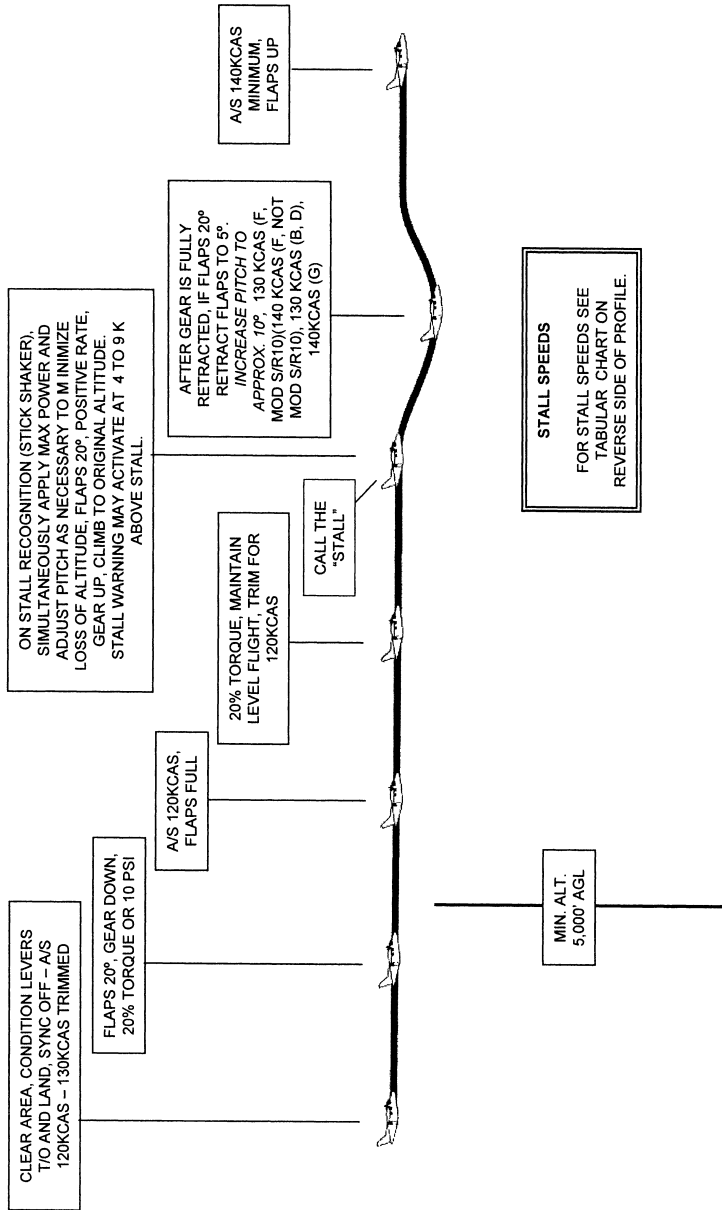 CLEAR AREA, CONDITION LEVERS
T/O AND LAND, SYNC OFF – A/S
120KCAS – 130KCAS TRIMMED
FLAPS 20º, GEAR DOWN,
20% TORQUE OR 10 PSI
A/S 120KCAS,
FLAPS FULL
20% TORQUE, MAINTAIN
LEVEL FLIGHT, TRIM FOR
120KCAS
CALL THE
"STALL"
ON STALL RECOGNITION (STICK SHAKER),
SIMULTANEOUSLY APPLY MAX POWER AND
ADJUST PITCH AS NECESSARY TO M INIMIZE
LOSS OF ALTITUDE, FLAPS 20º, POSITIVE RATE,
GEAR UP, CLIMB TO ORIGINAL ALTITUDE.
STALL WARNING MAY ACTIVATE AT 4 TO 9 K
ABOVE STALL.
AFTER GEAR IS FULLY
RETRACTED, IF FLAPS 20º
RETRACT FLAPS TO 5º.
INCREASE PITCH TO
APPROX. 10º, 130 KCAS (F,
MOD S/R10)(140 KCAS (F, NOT
MOD S/R10), 130 KCAS (B, D),
140KCAS (G)
A/S 140KCAS
MINIMUM,
FLAPS UP
MIN. ALT.
5,000' AGL
STALL SPEEDS
FOR STALL SPEEDS SEE
TABULAR CHART ON
REVERSE SIDE OF PROFILE.